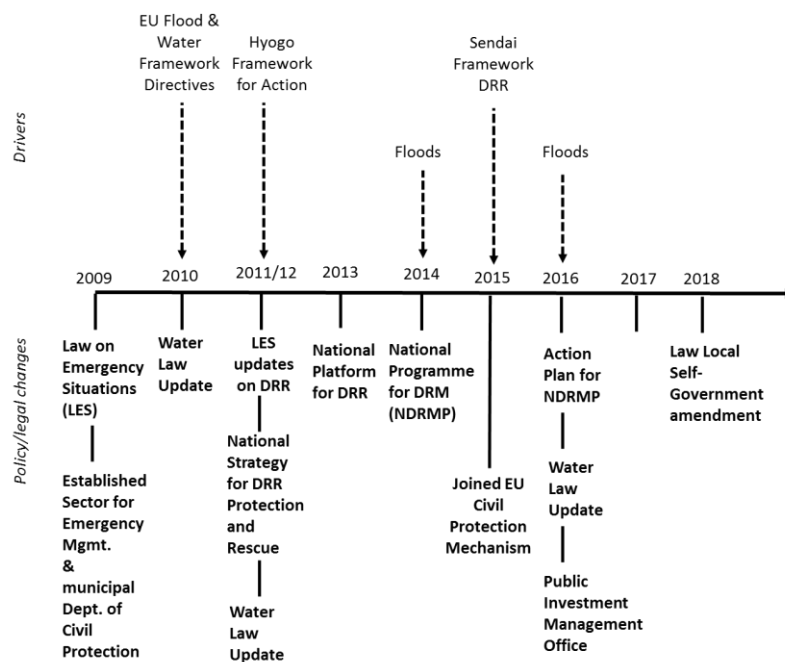 Drivers
EU Flood &
Water
Framework
Directives
Hyogo
Framework
for Action
Floods
Sendai
Framework
DRR
Floods
2009
2010
2011/12
2013
2014
2015
2016
2017
2018
Policy/legal changes
Law on
Emergency
Situations
(LES)
Established
Sector for
Emergency
Mgmt.
&
municipal
Dept. of
Civil
Protection
Water
Law
Update
LES
updates
on DRR
National
Strategy
for DRR
Protection
and
Rescue
Water
Law
Update
National
Platform
for DRR
National
Programme
for DRM
(NDRMP)
Joined EU
Civil
Protection
Mechanism
Action
Plan for
NDRMP
Water
Law
Update
Public
Investment
Management
Office
Law Local
Self-
Government
amendment